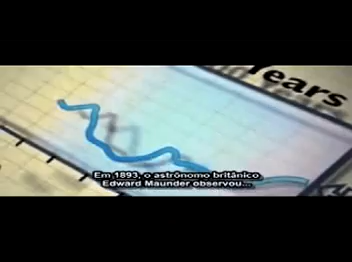 Years
Em 1893, o astrônomo britânico
Edward Maunder observou...